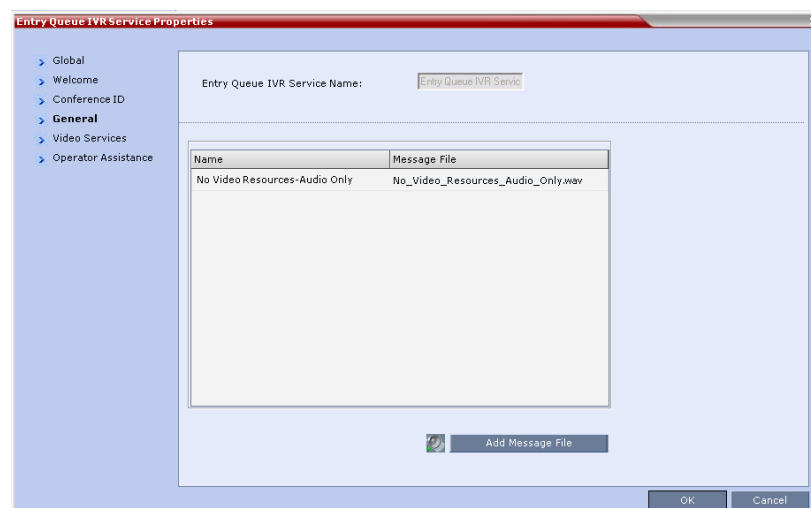 Entry Queue IVR Service Properties
Global
Welcome
Conference ID
General
Video Services
Operator Assistance
Entry Queue IVR Service Name:
Entry Queue IVR Servic
Name Message File
No Video Resources-Audio Only No_Video_Resources_Audio_Only.wav
Add Message File
OK Cancel